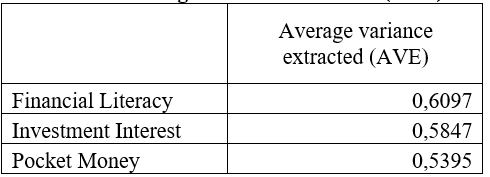 Average variance
extracted (AVE)
Financial Literacy 0,6097
Investment Interest 0,5847
Pocket Money 0,5395